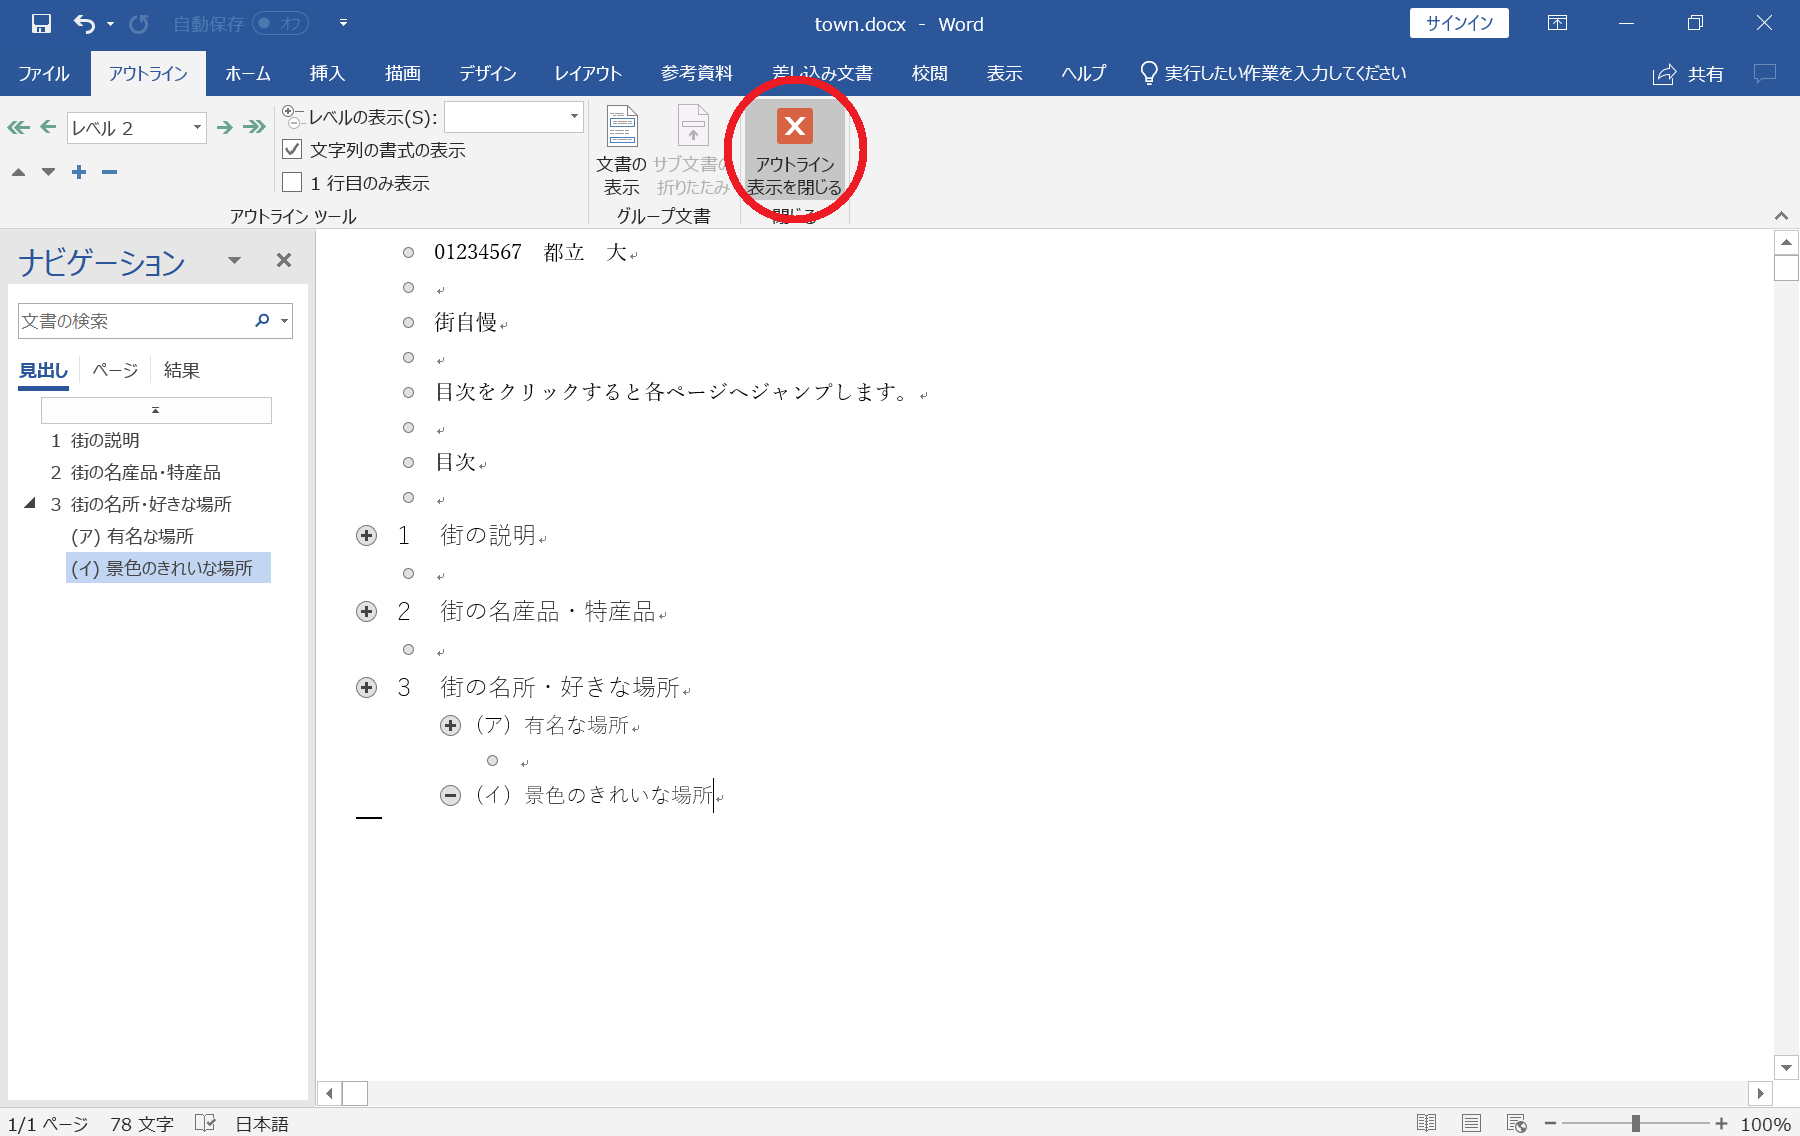 自動保存 オフ
town.docx - Word
サインイン
ファイル アウトライン ホーム 挿入 描画 デザイン レイアウト 参考資料 差し込み文書 校閲 表示 ヘルプ 実行したい作業を入力してください 共有
レベル 2
レベルの表示(S):
文字列の書式の表示
1 行目のみ表示
アウトライン ツール
文書の
表示
サブ文書の
折りたたみ
グループ文書
アウトライン
表示を閉じる
閉じる
ナビゲーション
文書の検索
見出し ページ 結果
1 街の説明
2 街の名産品・特産品
3 街の名所・好きな場所
(ア) 有名な場所
(イ) 景色のきれいな場所
01234567 都立 大
街自慢
目次をクリックすると各ページへジャンプします。
目次
1 街の説明
2 街の名産品・特産品
3 街の名所・好きな場所
(ア) 有名な場所
(イ) 景色のきれいな場所
1/1 ページ 78 文字 日本語
100%